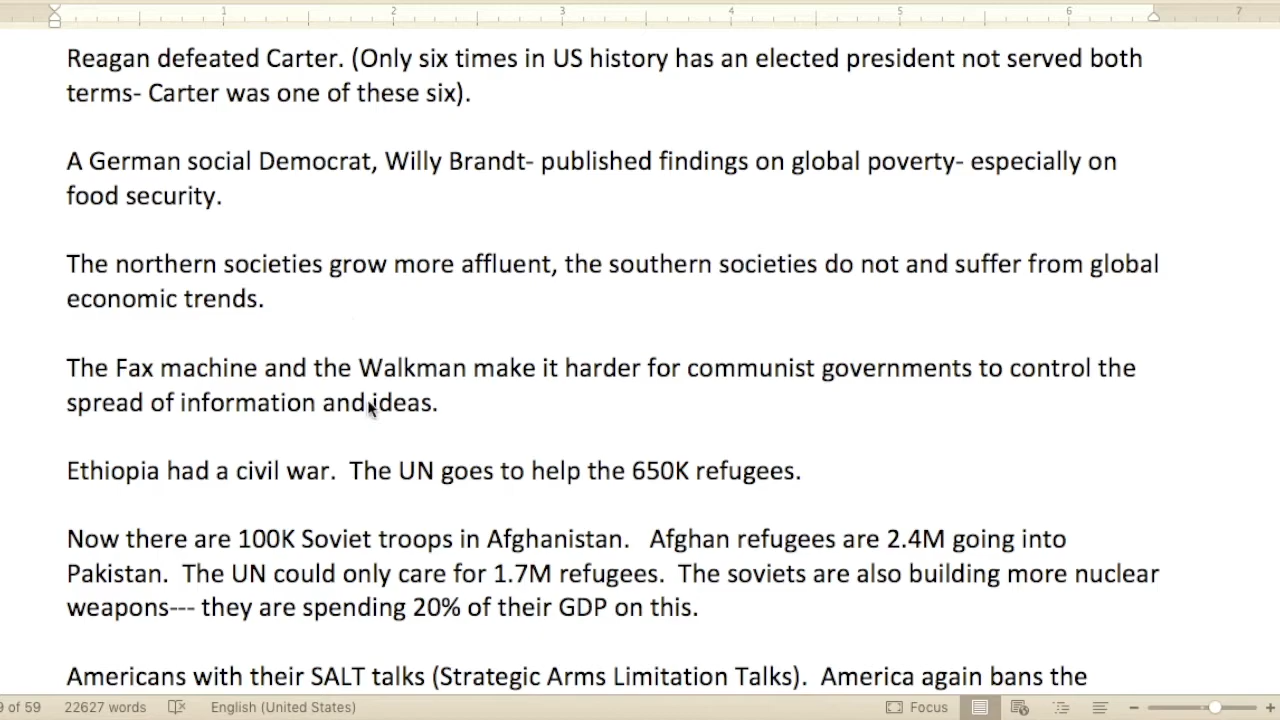 1 2 3 4 5 6 7
Reagan defeated Carter. (Only six times in US history has an elected president not served both
terms- Carter was one of these six).
A German social Democrat, Willy Brandt- published findings on global poverty- especially on
food security.
The northern societies grow more affluent, the southern societies do not and suffer from global
economic trends.
The Fax machine and the Walkman make it harder for communist governments to control the
spread of information and ideas.
Ethiopia had a civil war.  The UN goes to help the 650K refugees.
Now there are 100K Soviet troops in Afghanistan.   Afghan refugees are 2.4M going into
Pakistan.  The UN could only care for 1.7M refugees.  The soviets are also building more nuclear
weapons--- they are spending 20% of their GDP on this.
Americans with their SALT talks (Strategic Arms Limitation Talks).  America again bans the
9 of 59 22627 words English (United States) Focus